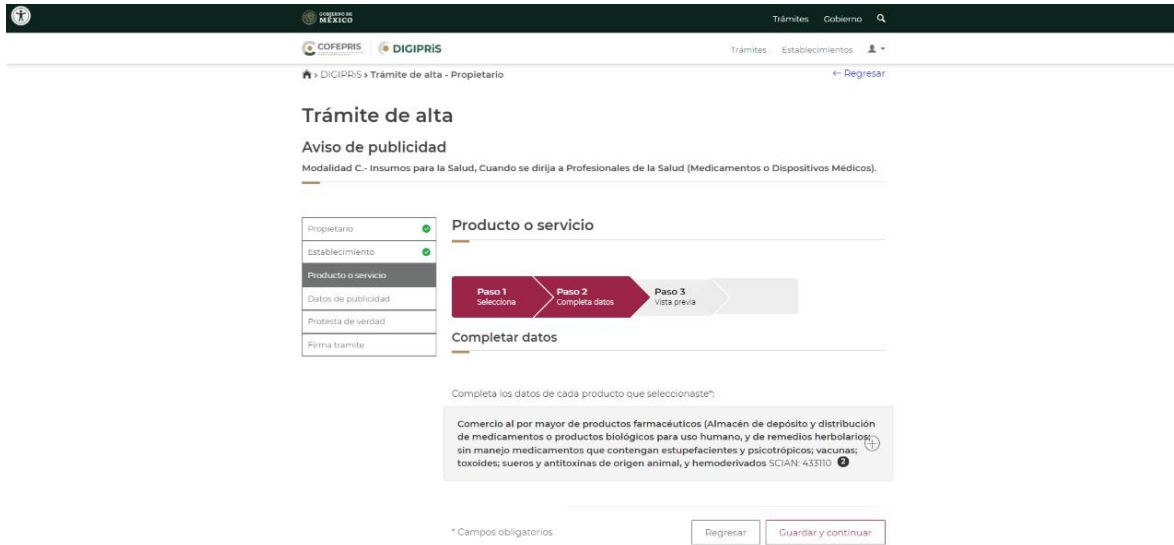 GOBIERNO DE
MÉXICO
Trámites Gobierno
COFEPRIS DIGIPRiS
Trámites Establecimientos
> DIGIPRiS > Trámite de alta - Propietario
← Regresar
Trámite de alta
Aviso de publicidad
Modalidad C.- Insumos para la Salud, Cuando se dirija a Profesionales de la Salud (Medicamentos o Dispositivos Médicos).
Propietario
Establecimiento
Producto o servicio
Datos de publicidad
Protesta de verdad
Firma tramite
Producto o servicio
Paso 1
Selecciona
Paso 2
Completa datos
Paso 3
Vista previa
Completar datos
Completa los datos de cada producto que seleccionaste*:
Comercio al por mayor de productos farmacéuticos (Almacén de depósito y distribución
de medicamentos o productos biológicos para uso humano, y de remedios herbolarios;
sin manejo medicamentos que contengan estupefacientes y psicotrópicos; vacunas;
toxoides; sueros y antitoxinas de origen animal, y hemoderivados SCIAN: 433110 2
* Campos obligatorios
Regresar
Guardar y continuar